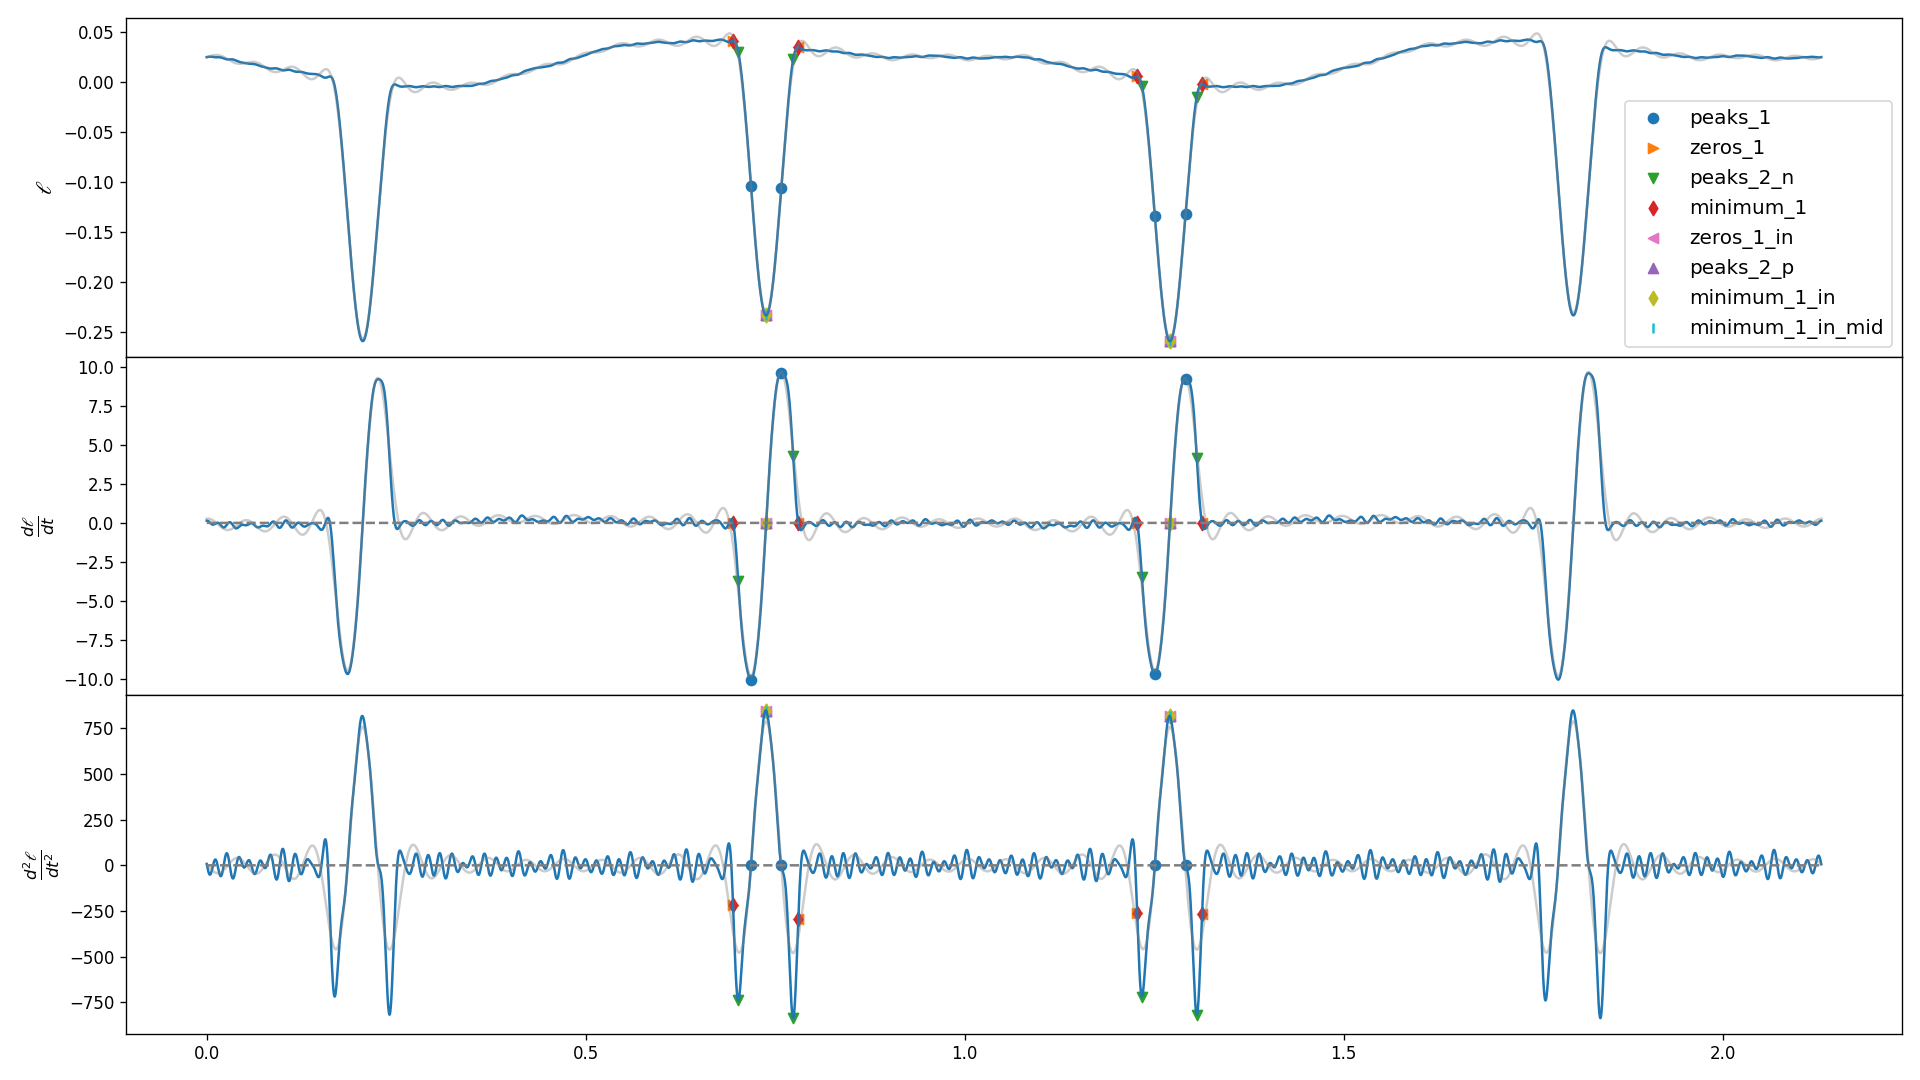 0.05
0.00
−0.05
−0.10
−0.15
−0.20
−0.25
ℓ
peaks_1
zeros_1
peaks_2_n
minimum_1
zeros_1_in
peaks_2_p
minimum_1_in
minimum_1_in_mid
10.0
7.5
5.0
2.5
0.0
−2.5
−5.0
−7.5
−10.0
dℓ/dt
750
500
250
0
−250
−500
−750
d²ℓ/dt²
0.0 0.5 1.0 1.5 2.0